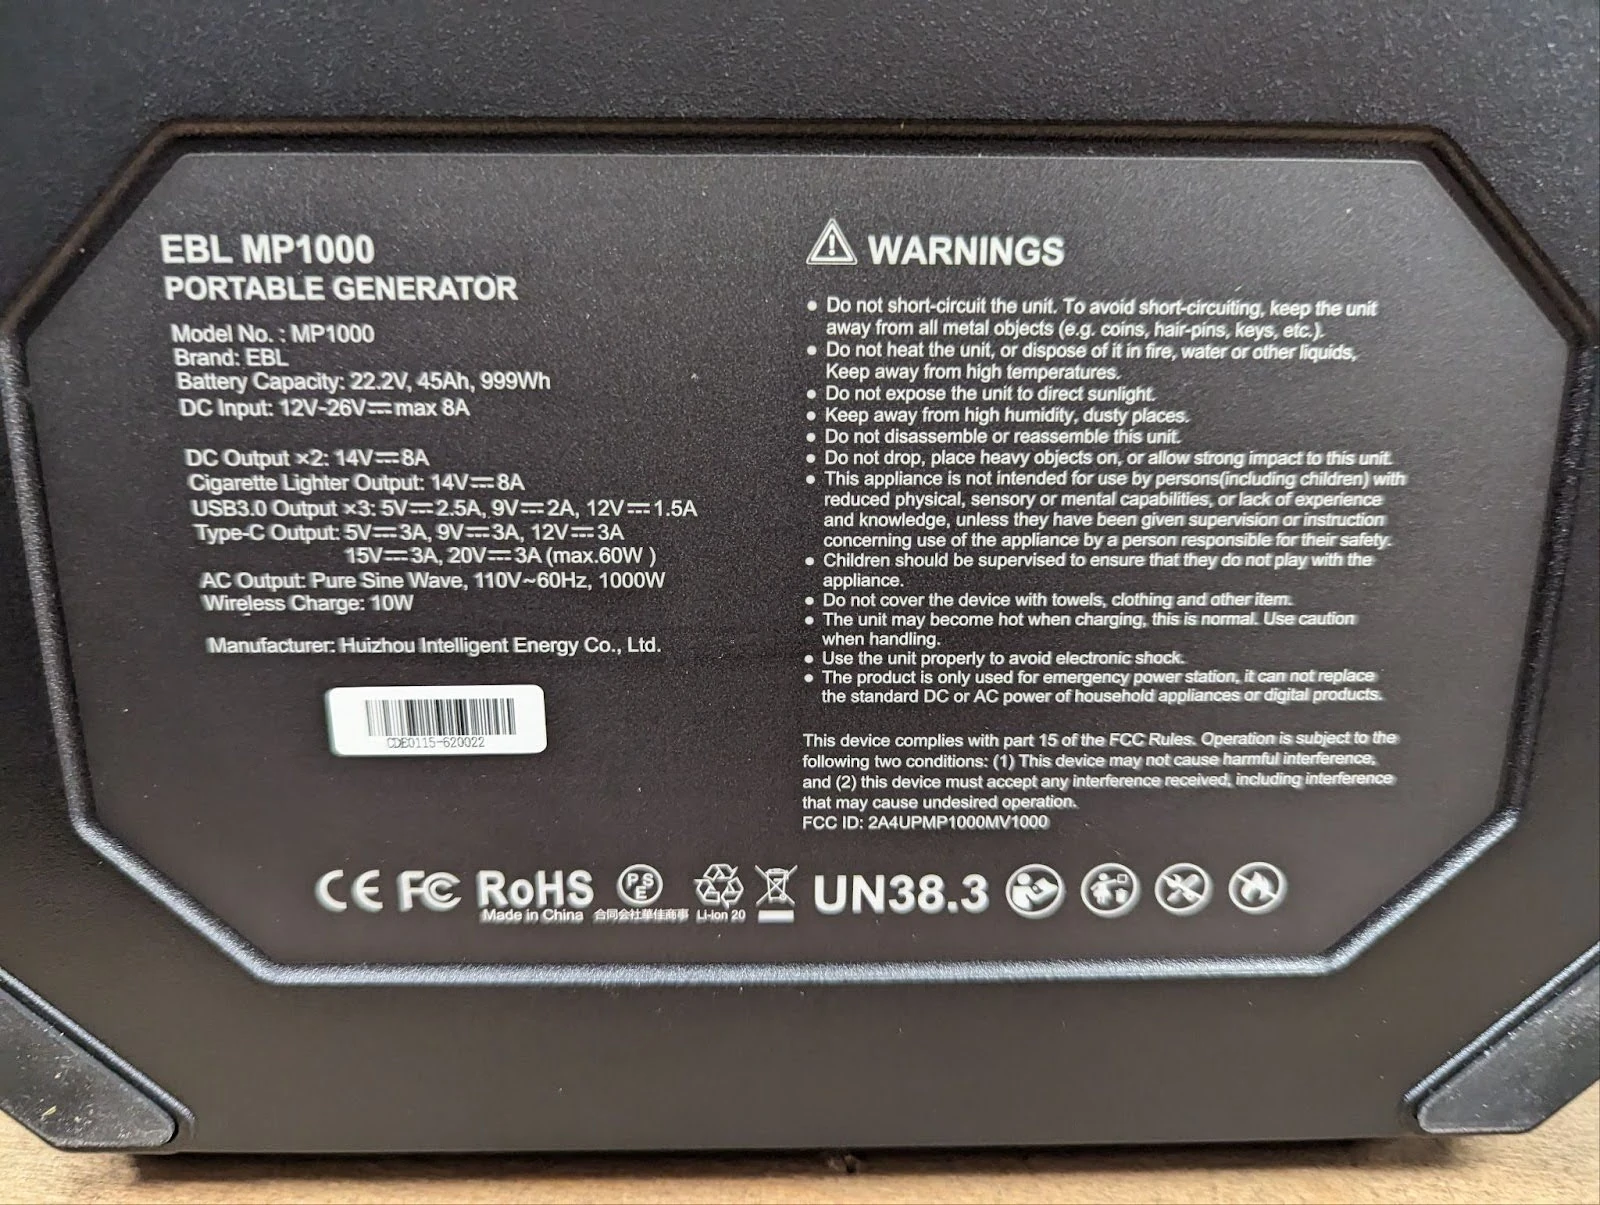 EBL MP1000
PORTABLE GENERATOR
Model No. : MP1000
Brand: EBL
Battery Capacity: 22.2V, 45Ah, 999Wh
DC Input: 12V~26V⎓max 8A
DC Output ×2: 14V⎓8A
Cigarette Lighter Output: 14V⎓8A
USB3.0 Output ×3: 5V⎓2.5A, 9V⎓2A, 12V⎓1.5A
Type-C Output: 5V⎓3A, 9V⎓3A, 12V⎓3A
15V⎓3A, 20V⎓3A (max.60W )
AC Output: Pure Sine Wave, 110V~60Hz, 1000W
Wireless Charge: 10W
Manufacturer: Huizhou Intelligent Energy Co., Ltd.
CDE0115-620022
WARNINGS
● Do not short-circuit the unit. To avoid short-circuiting, keep the unit
away from all metal objects (e.g. coins, hair-pins, keys, etc.).
● Do not heat the unit, or dispose of it in fire, water or other liquids,
Keep away from high temperatures.
● Do not expose the unit to direct sunlight.
● Keep away from high humidity, dusty places.
● Do not disassemble or reassemble this unit.
● Do not drop, place heavy objects on, or allow strong impact to this unit.
● This appliance is not intended for use by persons(including children) with
reduced physical, sensory or mental capabilities, or lack of experience
and knowledge, unless they have been given supervision or instruction
concerning use of the appliance by a person responsible for their safety.
● Children should be supervised to ensure that they do not play with the
appliance.
● Do not cover the device with towels, clothing and other item.
● The unit may become hot when charging, this is normal. Use caution
when handling.
● Use the unit properly to avoid electronic shock.
● The product is only used for emergency power station, it can not replace
the standard DC or AC power of household appliances or digital products.
This device complies with part 15 of the FCC Rules. Operation is subject to the
following two conditions: (1) This device may not cause harmful interference,
and (2) this device must accept any interference received, including interference
that may cause undesired operation.
FCC ID: 2A4UPMP1000MV1000
CE FC RoHS PSE UN38.3
Made in China 合同会社華佳商事 Li-ion 20